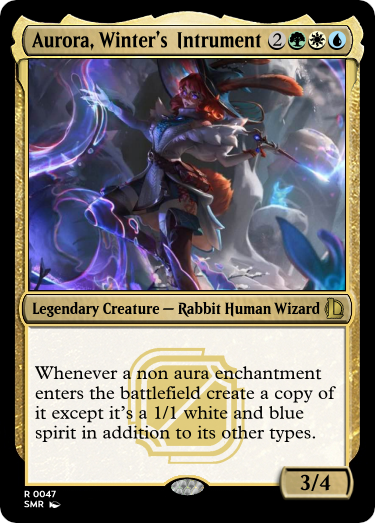 Aurora, Winter's Intrument 2
Legendary Creature — Rabbit Human Wizard
Whenever a non aura enchantment
enters the battlefield create a copy of
it except it's a 1/1 white and blue
spirit in addition to its other types.
3/4
R 0047
SMR